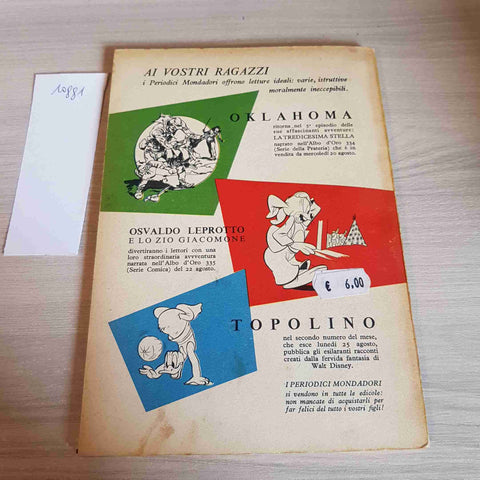 10991
AI VOSTRI RAGAZZI
i Periodici Mondadori offrono letture ideali: varie, istruttive
moralmente ineccepibili.
OKLAHOMA
ritorna nel 5° episodio delle
sue affascinanti avventure:
LA TREDICESIMA STELLA
narrato nell'Albo d'Oro 334
(Serie della Prateria) che è in
vendita da mercoledì 20 agosto.
OSVALDO LEPROTTO
E LO ZIO GIACOMONE
divertiranno i lettori con una
loro straordinaria avvventura
narrata nell'Albo d'Oro 335
(Serie Comica) del 22 agosto.
€ 6,00
TOPOLINO
nel secondo numero del mese,
che esce lunedì 25 agosto,
pubblica gli esilaranti racconti
creati dalla fervida fantasia di
Walt Disney.
I PERIODICI MONDADORI
si vendono in tutte le edicole:
non mancate di acquistarli per
far felici del tutto i vostri figli!